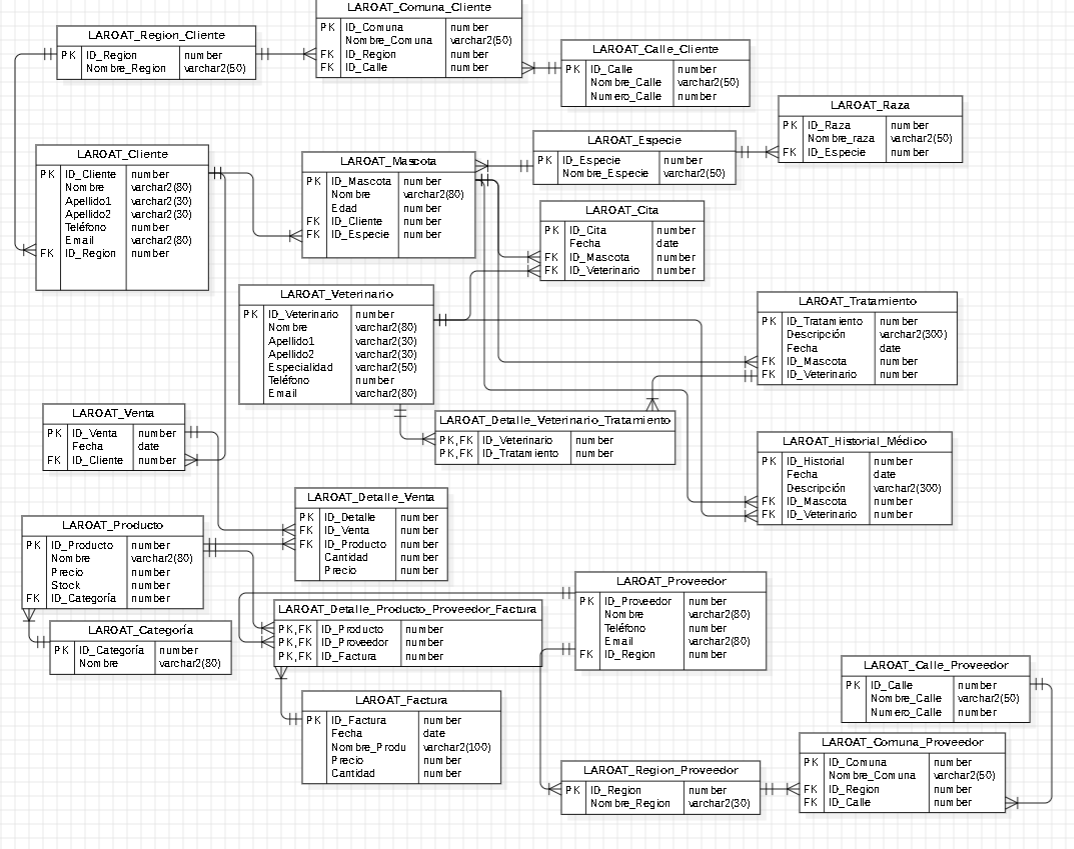 LAROAT_Comuna_Cliente
PK ID_Comuna number
Nombre_Comuna varchar2(50)
FK ID_Region number
FK ID_Calle number
LAROAT_Region_Cliente
PK ID_Region number
Nombre_Region varchar2(50)
LAROAT_Calle_Cliente
PK ID_Calle number
Nombre_Calle varchar2(50)
Numero_Calle number
LAROAT_Raza
PK ID_Raza number
Nombre_raza varchar2(50)
FK ID_Especie number
LAROAT_Cliente
PK ID_Cliente number
Nombre varchar2(80)
Apellido1 varchar2(30)
Apellido2 varchar2(30)
Teléfono number
Email varchar2(80)
FK ID_Region number
LAROAT_Mascota
PK ID_Mascota number
Nombre varchar2(80)
Edad number
FK ID_Cliente number
FK ID_Especie number
LAROAT_Especie
PK ID_Especie number
Nombre_Especie varchar2(50)
LAROAT_Cita
PK ID_Cita number
Fecha date
FK ID_Mascota number
FK ID_Veterinario number
LAROAT_Veterinario
PK ID_Veterinario number
Nombre varchar2(80)
Apellido1 varchar2(30)
Apellido2 varchar2(30)
Especialidad varchar2(50)
Teléfono number
Email varchar2(80)
LAROAT_Tratamiento
PK ID_Tratamiento number
Descripción varchar2(300)
Fecha date
FK ID_Mascota number
FK ID_Veterinario number
LAROAT_Venta
PK ID_Venta number
Fecha date
FK ID_Cliente number
LAROAT_Detalle_Veterinario_Tratamiento
PK,FK ID_Veterinario number
PK,FK ID_Tratamiento number
LAROAT_Historial_Médico
PK ID_Historial number
Fecha date
Descripción varchar2(300)
FK ID_Mascota number
FK ID_Veterinario number
LAROAT_Detalle_Venta
PK ID_Detalle number
FK ID_Venta number
FK ID_Producto number
Cantidad number
Precio number
LAROAT_Producto
PK ID_Producto number
Nombre varchar2(80)
Precio number
Stock number
FK ID_Categoría number
LAROAT_Categoría
PK ID_Categoría number
Nombre varchar2(80)
LAROAT_Detalle_Producto_Proveedor_Factura
PK,FK ID_Producto number
PK,FK ID_Proveedor number
PK,FK ID_Factura number
LAROAT_Proveedor
PK ID_Proveedor number
Nombre varchar2(80)
Teléfono number
Email varchar2(80)
FK ID_Region number
LAROAT_Factura
PK ID_Factura number
Fecha date
Nombre_Produ varchar2(100)
Precio number
Cantidad number
LAROAT_Calle_Proveedor
PK ID_Calle number
Nombre_Calle varchar2(50)
Numero_Calle number
LAROAT_Region_Proveedor
FK ID_Region number
Nombre_Region varchar2(30)
LAROAT_Comuna_Proveedor
PK ID_Comuna number
Nombre_Comuna varchar2(50)
FK ID_Region number
FK ID_Calle number